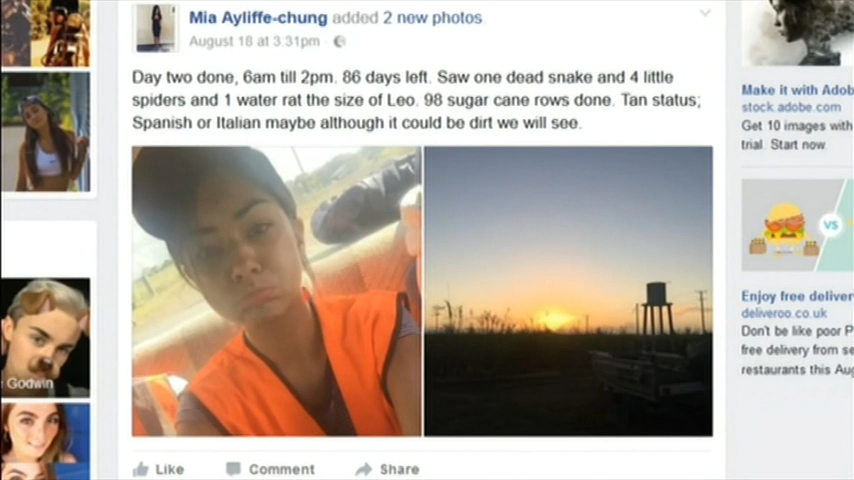 Mia Ayliffe-chung added 2 new photos
August 18 at 3:31pm
Day two done, 6am till 2pm. 86 days left. Saw one dead snake and 4 little
spiders and 1 water rat the size of Leo. 98 sugar cane rows done. Tan status;
Spanish or Italian maybe although it could be dirt we will see.
Like Comment Share
Godwin
Make it with Adob
stock.adobe.com
Get 10 images with
trial. Start now.
VS
Enjoy free deliver
deliveroo.co.uk
Don't be like poor P
free delivery from se
restaurants this Aug